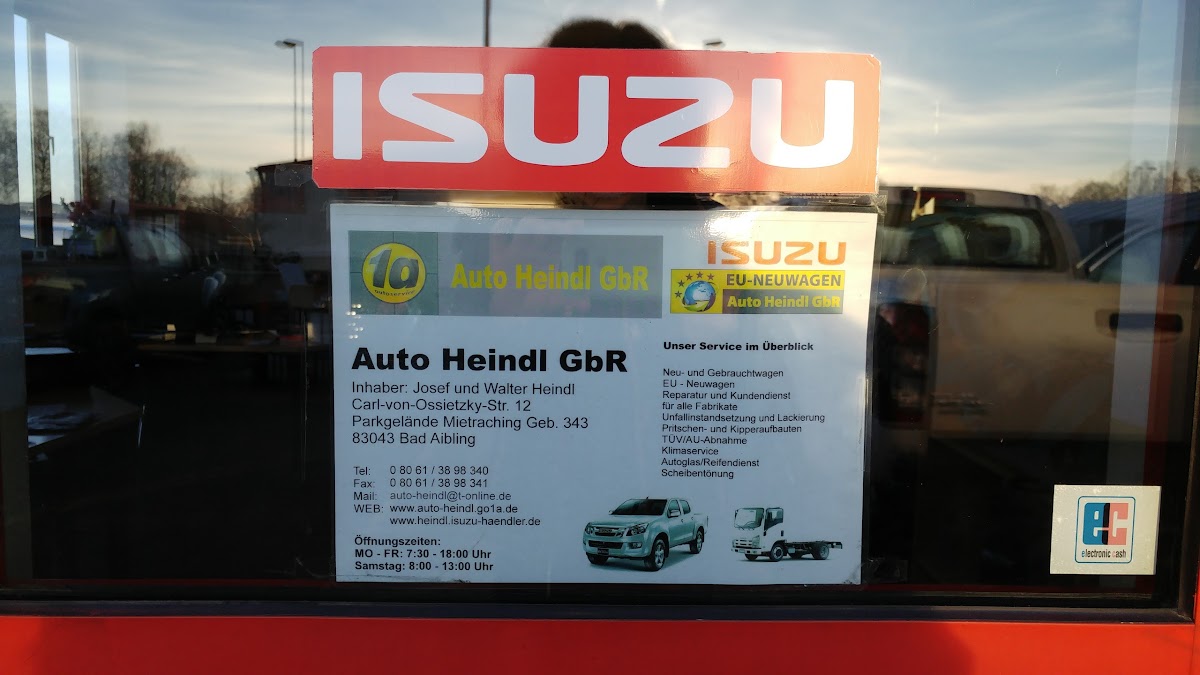 ISUZU
1a
autoservice
Auto Heindl GbR
ISUZU
EU-NEUWAGEN
Auto Heindl GbR
Auto Heindl GbR
Inhaber: Josef und Walter Heindl
Carl-von-Ossietzky-Str. 12
Parkgelände Mietraching Geb. 343
83043 Bad Aibling
Tel: 0 80 61 / 38 98 340
Fax: 0 80 61 / 38 98 341
Mail: auto-heindl@t-online.de
WEB: www.auto-heindl.go1a.de
www.heindl.isuzu-haendler.de
Öffnungszeiten:
MO - FR: 7:30 - 18:00 Uhr
Samstag: 8:00 - 13:00 Uhr
Unser Service im Überblick
Neu- und Gebrauchtwagen
EU - Neuwagen
Reparatur und Kundendienst
für alle Fabrikate
Unfallinstandsetzung und Lackierung
Pritschen- und Kipperaufbauten
TÜV/AU-Abnahme
Klimaservice
Autoglas/Reifendienst
Scheibentönung
ec
electronic cash